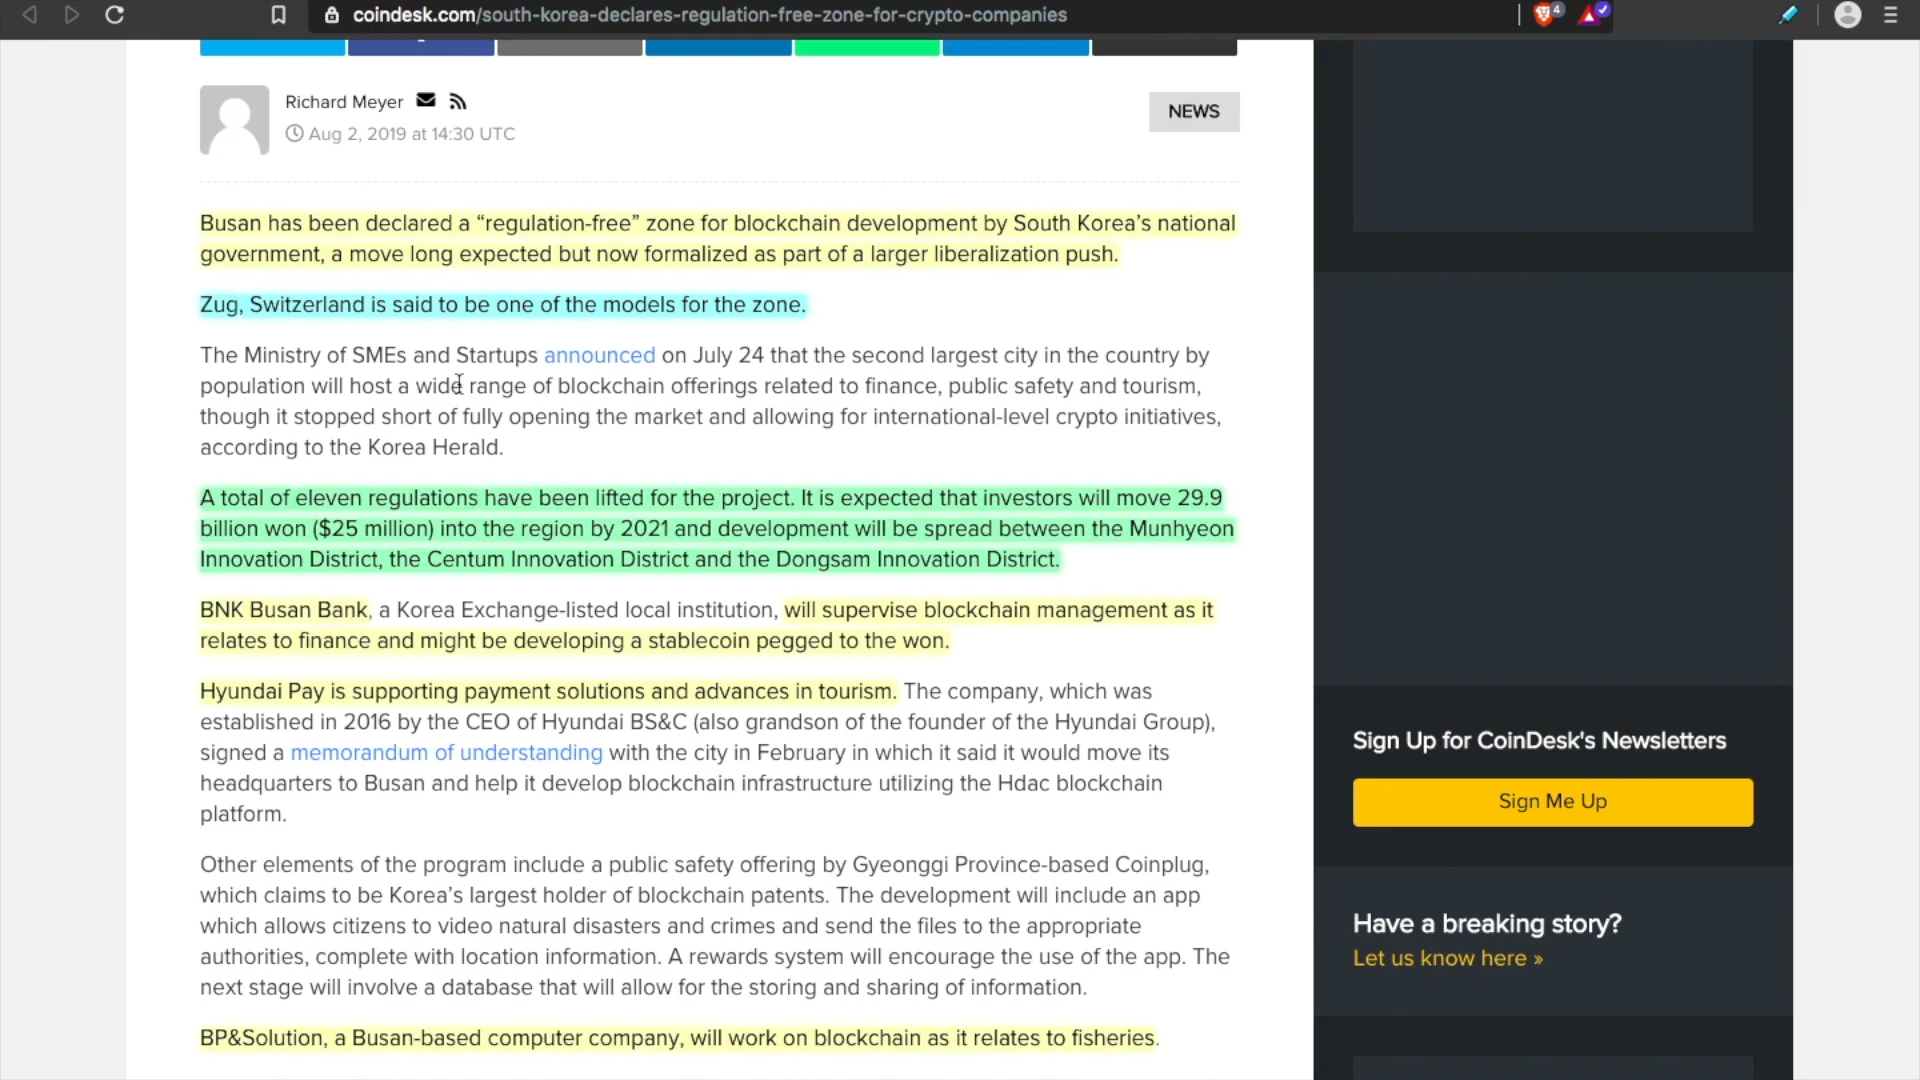 coindesk.com/south-korea-declares-regulation-free-zone-for-crypto-companies
4
Richard Meyer
Aug 2, 2019 at 14:30 UTC
NEWS
Busan has been declared a “regulation-free” zone for blockchain development by South Korea’s national
government, a move long expected but now formalized as part of a larger liberalization push.
Zug, Switzerland is said to be one of the models for the zone.
The Ministry of SMEs and Startups announced on July 24 that the second largest city in the country by
population will host a wide range of blockchain offerings related to finance, public safety and tourism,
though it stopped short of fully opening the market and allowing for international-level crypto initiatives,
according to the Korea Herald.
A total of eleven regulations have been lifted for the project. It is expected that investors will move 29.9
billion won ($25 million) into the region by 2021 and development will be spread between the Munhyeon
Innovation District, the Centum Innovation District and the Dongsam Innovation District.
BNK Busan Bank, a Korea Exchange-listed local institution, will supervise blockchain management as it
relates to finance and might be developing a stablecoin pegged to the won.
Hyundai Pay is supporting payment solutions and advances in tourism. The company, which was
established in 2016 by the CEO of Hyundai BS&C (also grandson of the founder of the Hyundai Group),
signed a memorandum of understanding with the city in February in which it said it would move its
headquarters to Busan and help it develop blockchain infrastructure utilizing the Hdac blockchain
platform.
Other elements of the program include a public safety offering by Gyeonggi Province-based Coinplug,
which claims to be Korea’s largest holder of blockchain patents. The development will include an app
which allows citizens to video natural disasters and crimes and send the files to the appropriate
authorities, complete with location information. A rewards system will encourage the use of the app. The
next stage will involve a database that will allow for the storing and sharing of information.
BP&Solution, a Busan-based computer company, will work on blockchain as it relates to fisheries.
Sign Up for CoinDesk's Newsletters
Sign Me Up
Have a breaking story?
Let us know here »